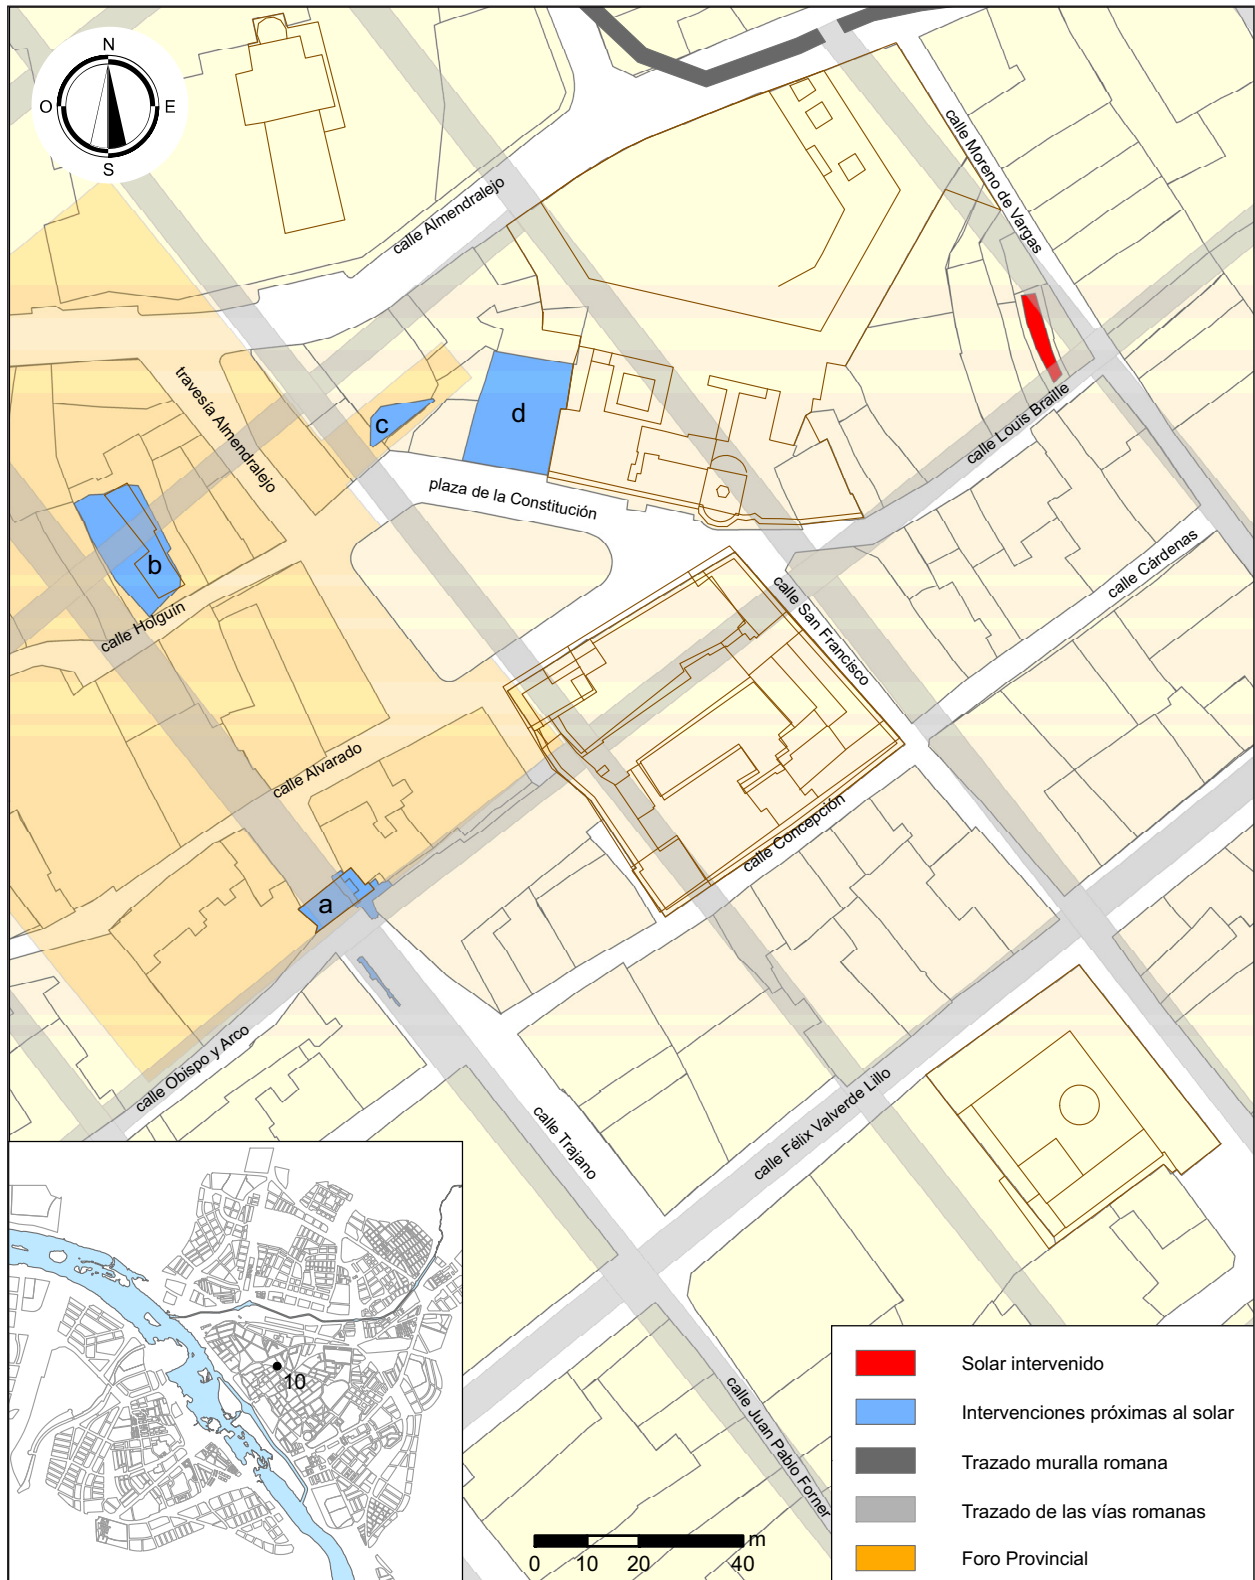 N
O
E
S
calle Moreno de Vargas
calle Almendralejo
travesía Almendralejo
c
d
calle Louis Braille
plaza de la Constitución
b
calle Holguín
calle Cárdenas
calle San Francisco
calle Alvarado
calle Concepción
a
calle Obispo y Arco
calle Trajano
calle Félix Valverde Lillo
calle Juan Pablo Forner
10
Solar intervenido
Intervenciones próximas al solar
Trazado muralla romana
Trazado de las vías romanas
Foro Provincial
m
0 10 20 40